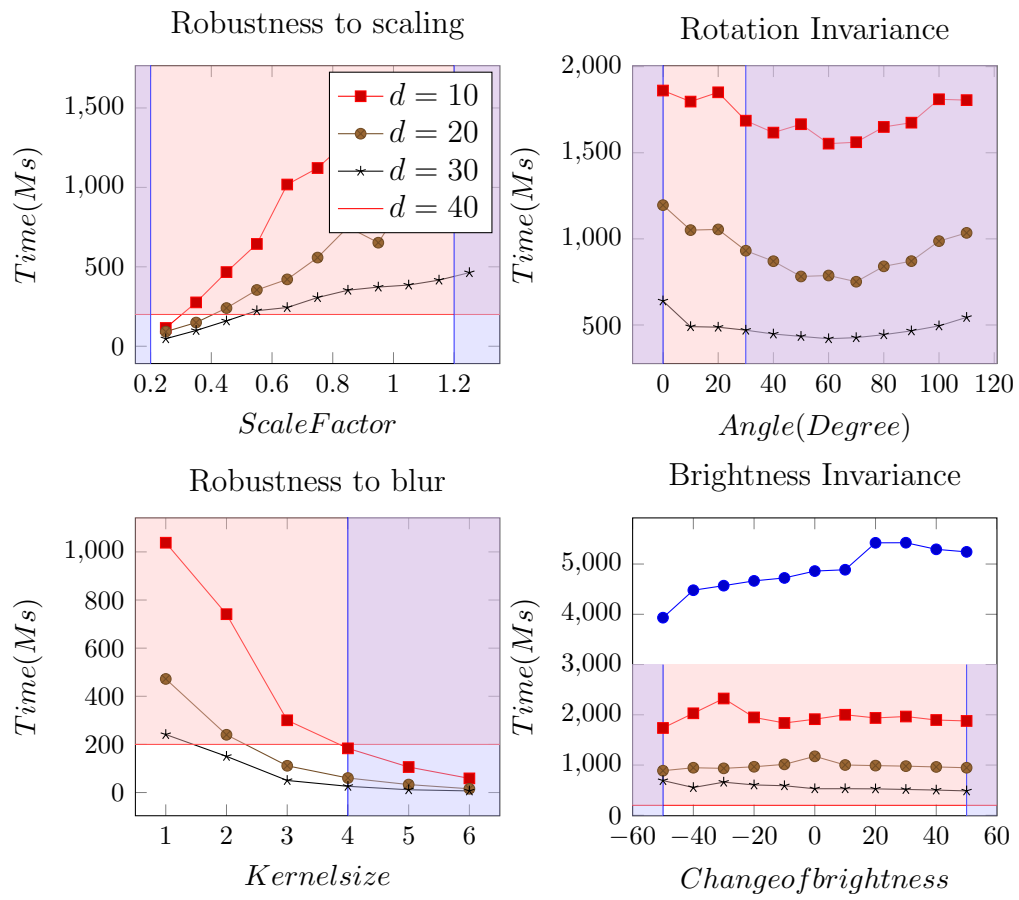 Robustness to scaling
1,500
1,000
500
0
0.2 0.4 0.6 0.8 1 1.2
Time(Ms)
ScaleFactor
d = 10
d = 20
d = 30
d = 40
Rotation Invariance
2,000
1,500
1,000
500
0 20 40 60 80 100 120
Time(Ms)
Angle(Degree)
Robustness to blur
1,000
800
600
400
200
0
1 2 3 4 5 6
Time(Ms)
Kernelsize
Brightness Invariance
5,000
4,000
3,000
2,000
1,000
0
−60 −40 −20 0 20 40 60
Time(Ms)
Changeofbrightness